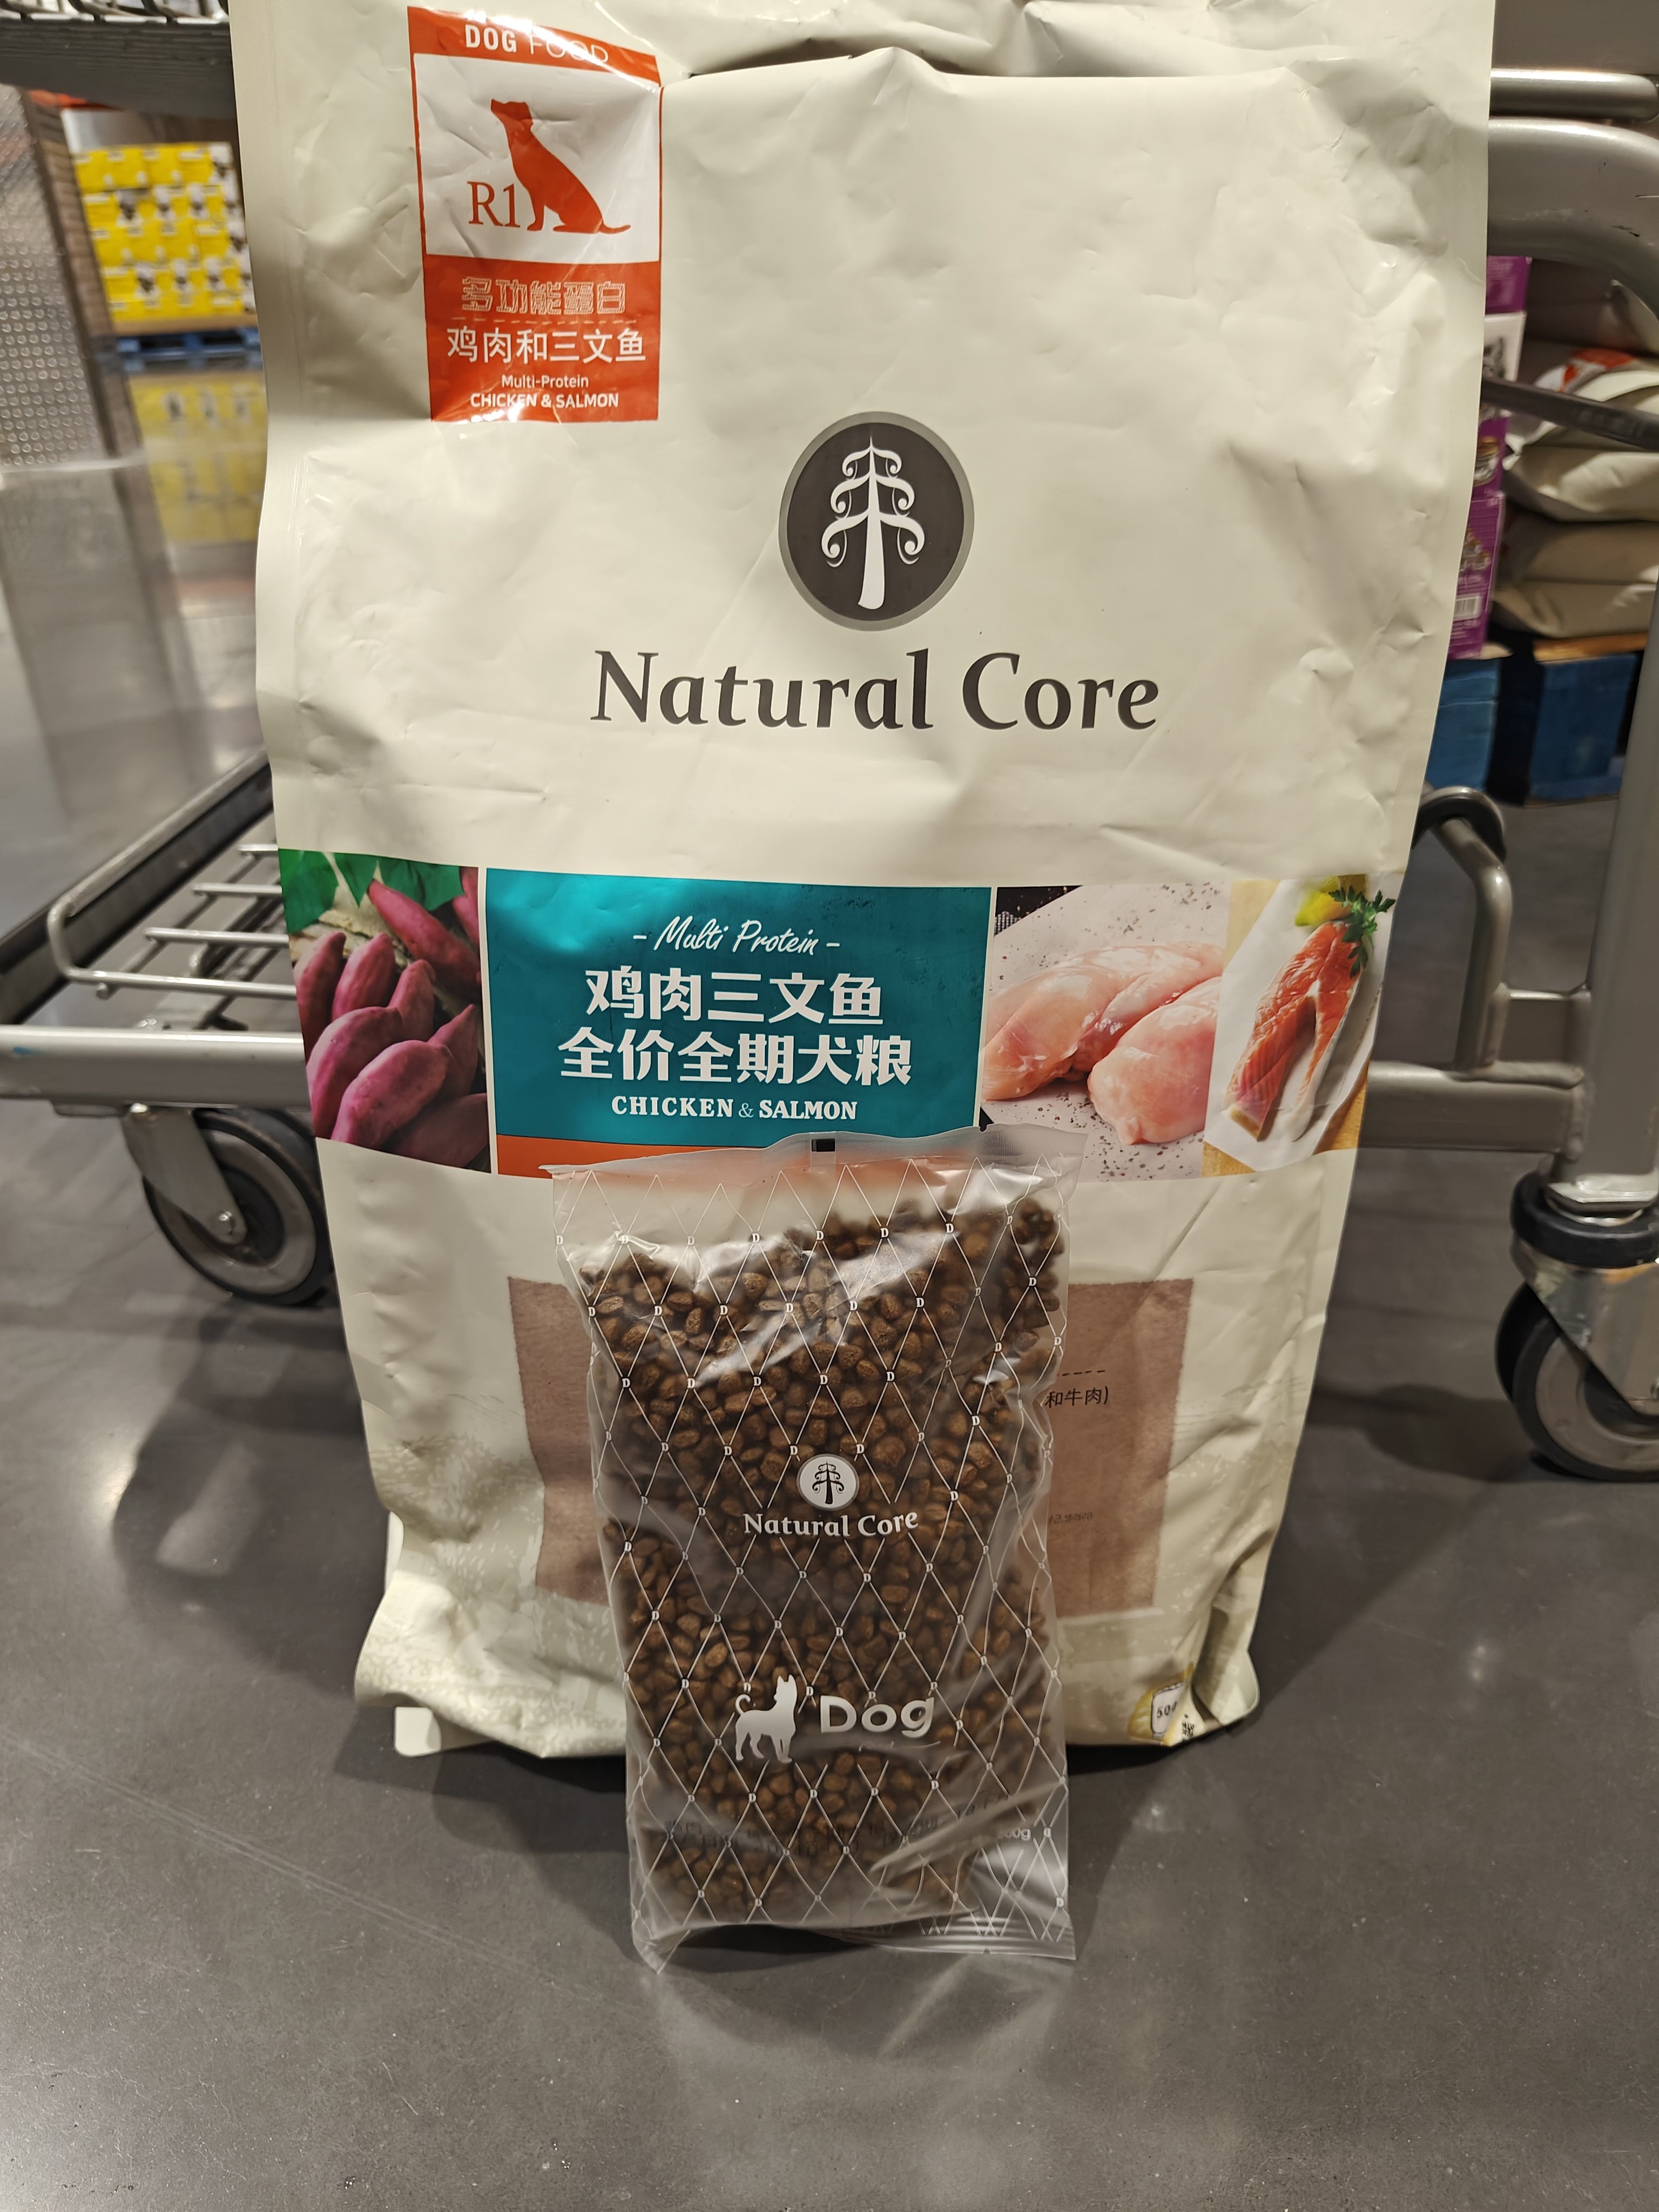 DOG FOOD
R1
多功能蛋白
鸡肉和三文鱼
Multi-Protein
CHICKEN & SALMON
Natural Core
- Multi Protein -
鸡肉三文鱼
全价全期犬粮
CHICKEN & SALMON
和牛肉)
Natural Core
Dog